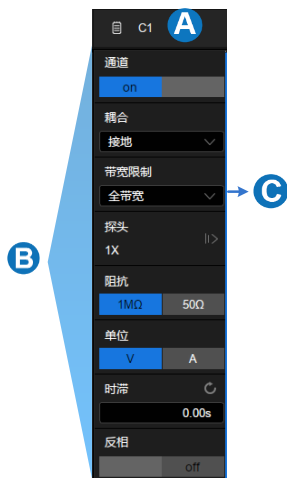 C1
A
通道
on
耦合
接地
带宽限制
全带宽
C
探头
1X
B
阻抗
1MΩ 50Ω
单位
V A
时滞
0.00s
反相
off